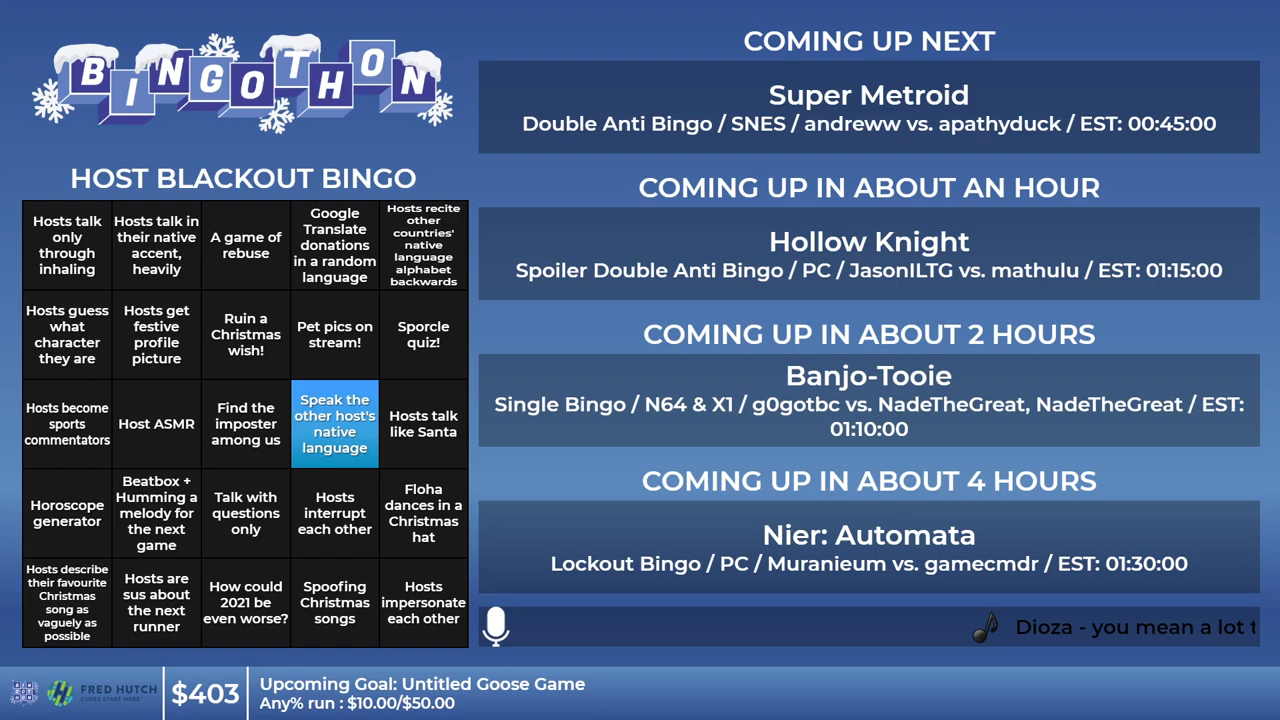 BINGOTHON
HOST BLACKOUT BINGO
Hosts talk
only
through
inhaling
Hosts talk in
their native
accent,
heavily
A game of
rebuse
Google
Translate
donations
in a random
language
Hosts recite
other
countries'
native
language
alphabet
backwards
Hosts guess
what
character
they are
Hosts get
festive
profile
picture
Ruin a
Christmas
wish!
Pet pics on
stream!
Sporcle
quiz!
Hosts become
sports
commentators
Host ASMR
Find the
imposter
among us
Speak the
other host's
native
language
Hosts talk
like Santa
Horoscope
generator
Beatbox +
Humming a
melody for
the next
game
Talk with
questions
only
Hosts
interrupt
each other
Floha
dances in a
Christmas
hat
Hosts describe
their favourite
Christmas
song as
vaguely as
possible
Hosts are
sus about
the next
runner
How could
2021 be
even worse?
Spoofing
Christmas
songs
Hosts
impersonate
each other
COMING UP NEXT
Super Metroid
Double Anti Bingo / SNES / andreww vs. apathyduck / EST: 00:45:00
COMING UP IN ABOUT AN HOUR
Hollow Knight
Spoiler Double Anti Bingo / PC / JasonILTG vs. mathulu / EST: 01:15:00
COMING UP IN ABOUT 2 HOURS
Banjo-Tooie
Single Bingo / N64 & X1 / g0gotbc vs. NadeTheGreat, NadeTheGreat / EST:
01:10:00
COMING UP IN ABOUT 4 HOURS
Nier: Automata
Lockout Bingo / PC / Muranieum vs. gamecmdr / EST: 01:30:00
Dioza - you mean a lot t
FRED HUTCH
CURES START HERE
$403
Upcoming Goal: Untitled Goose Game
Any% run : $10.00/$50.00